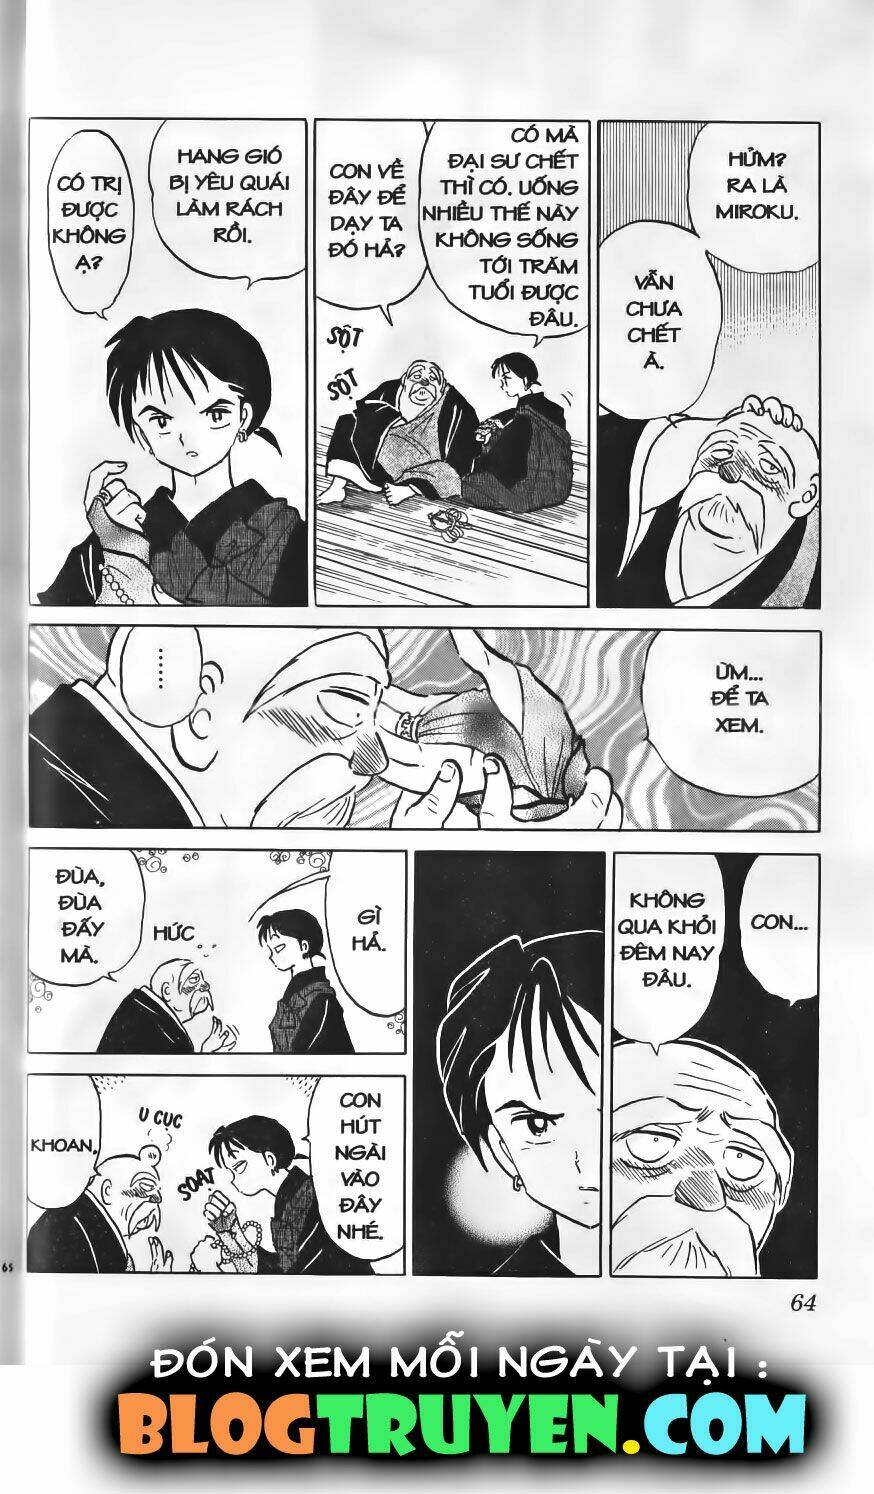 HỬM?
RA LÀ
MIROKU.
VẪN
CHƯA
CHẾT
À.
CÓ MÀ
ĐẠI SƯ CHẾT
THÌ CÓ. UỐNG
NHIỀU THẾ NÀY
KHÔNG SỐNG
TỚI TRĂM
TUỔI ĐƯỢC
ĐÂU.
CON VỀ
ĐÂY ĐỂ
DẠY TA
ĐÓ HẢ?
SỘT
SỘT
HANG GIÓ
BỊ YÊU QUÁI
LÀM RÁCH
RỒI.
CÓ TRỊ
ĐƯỢC
KHÔNG
Ạ?
ỪM...
ĐỂ TA
XEM.
......
CON...
KHÔNG
QUA KHỎI
ĐÊM NAY
ĐÂU.
GÌ
HẢ.
HỨC
ĐÙA,
ĐÙA
ĐẤY
MÀ.
CON
HÚT
NGÀI
VÀO
ĐÂY
NHÉ.
SOẠT
U CỤC
KHOAN.
65
64
ĐÓN XEM MỖI NGÀY TẠI :
BLOGTRUYEN.COM